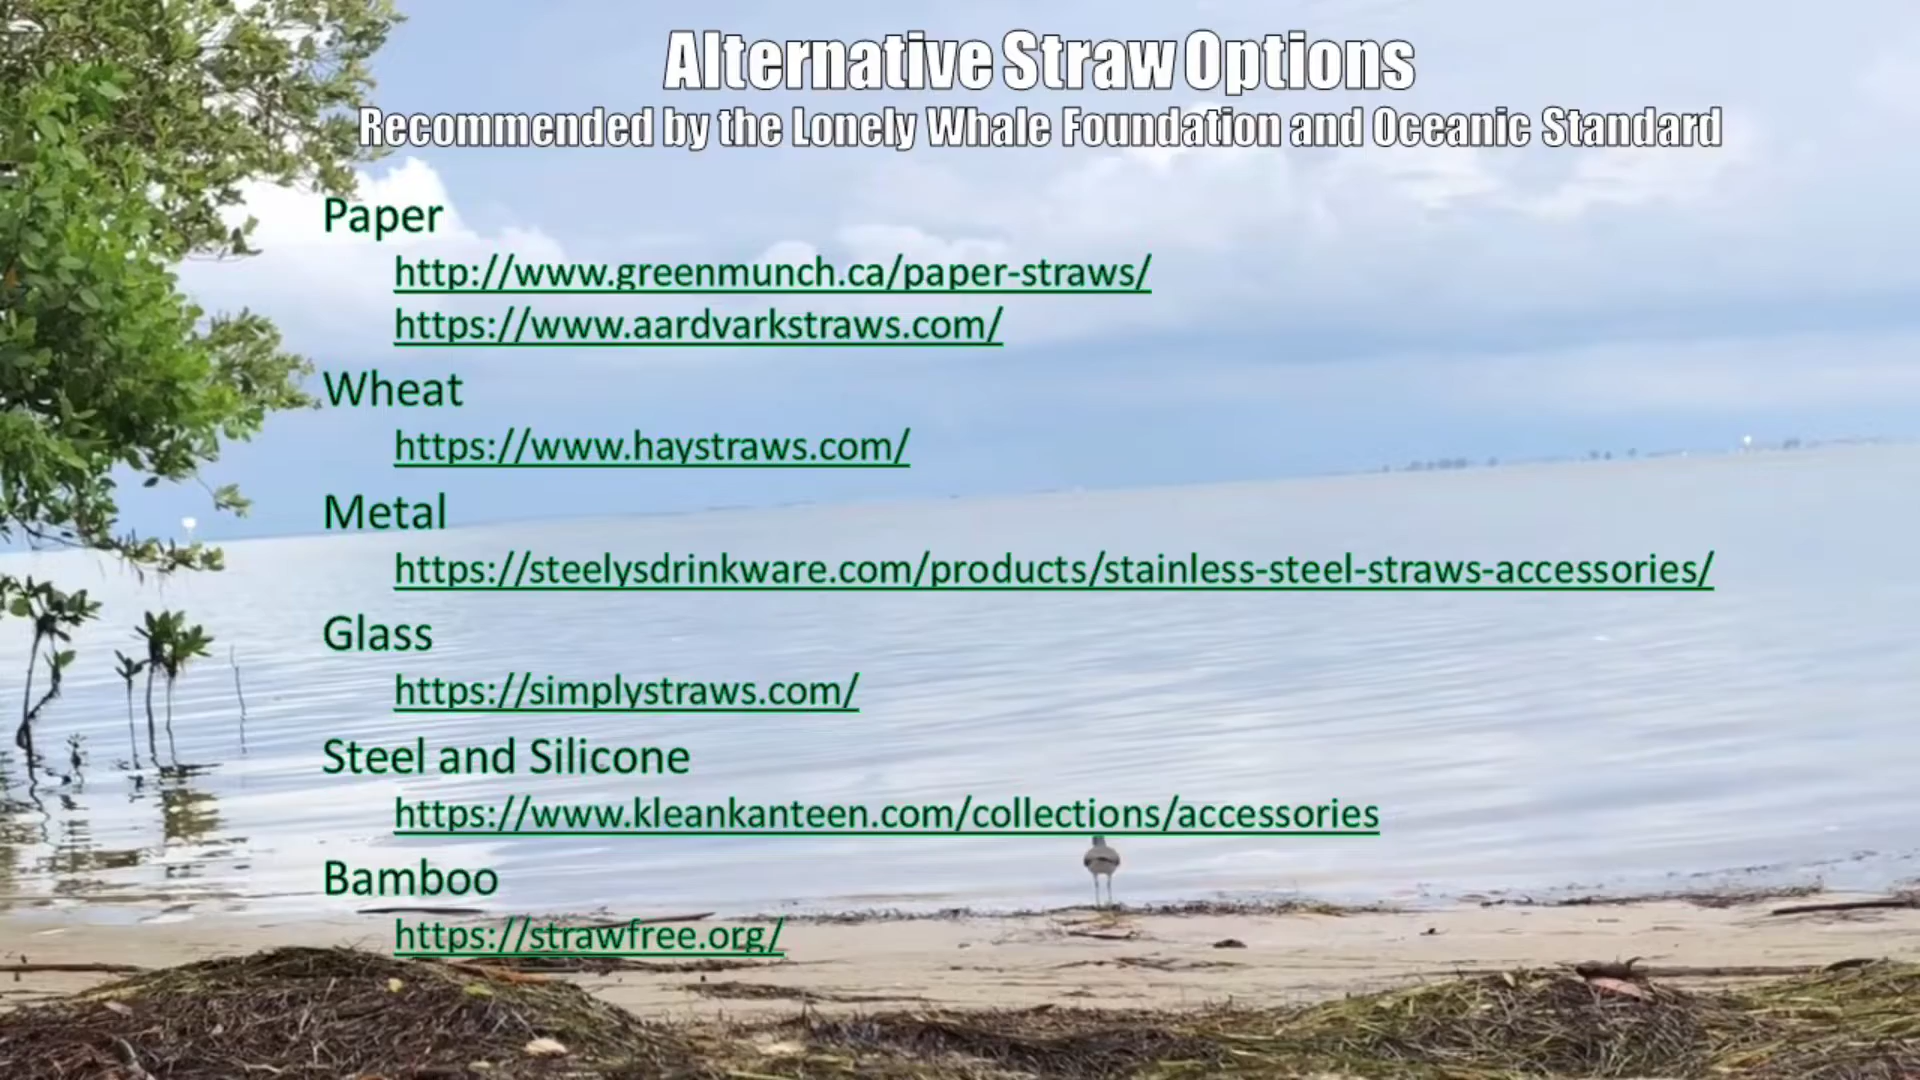 Alternative Straw Options
Recommended by the Lonely Whale Foundation and Oceanic Standard
Paper
http://www.greenmunch.ca/paper-straws/
https://www.aardvarkstraws.com/
Wheat
https://www.haystraws.com/
Metal
https://steelysdrinkware.com/products/stainless-steel-straws-accessories/
Glass
https://simplystraws.com/
Steel and Silicone
https://www.kleankanteen.com/collections/accessories
Bamboo
https://strawfree.org/